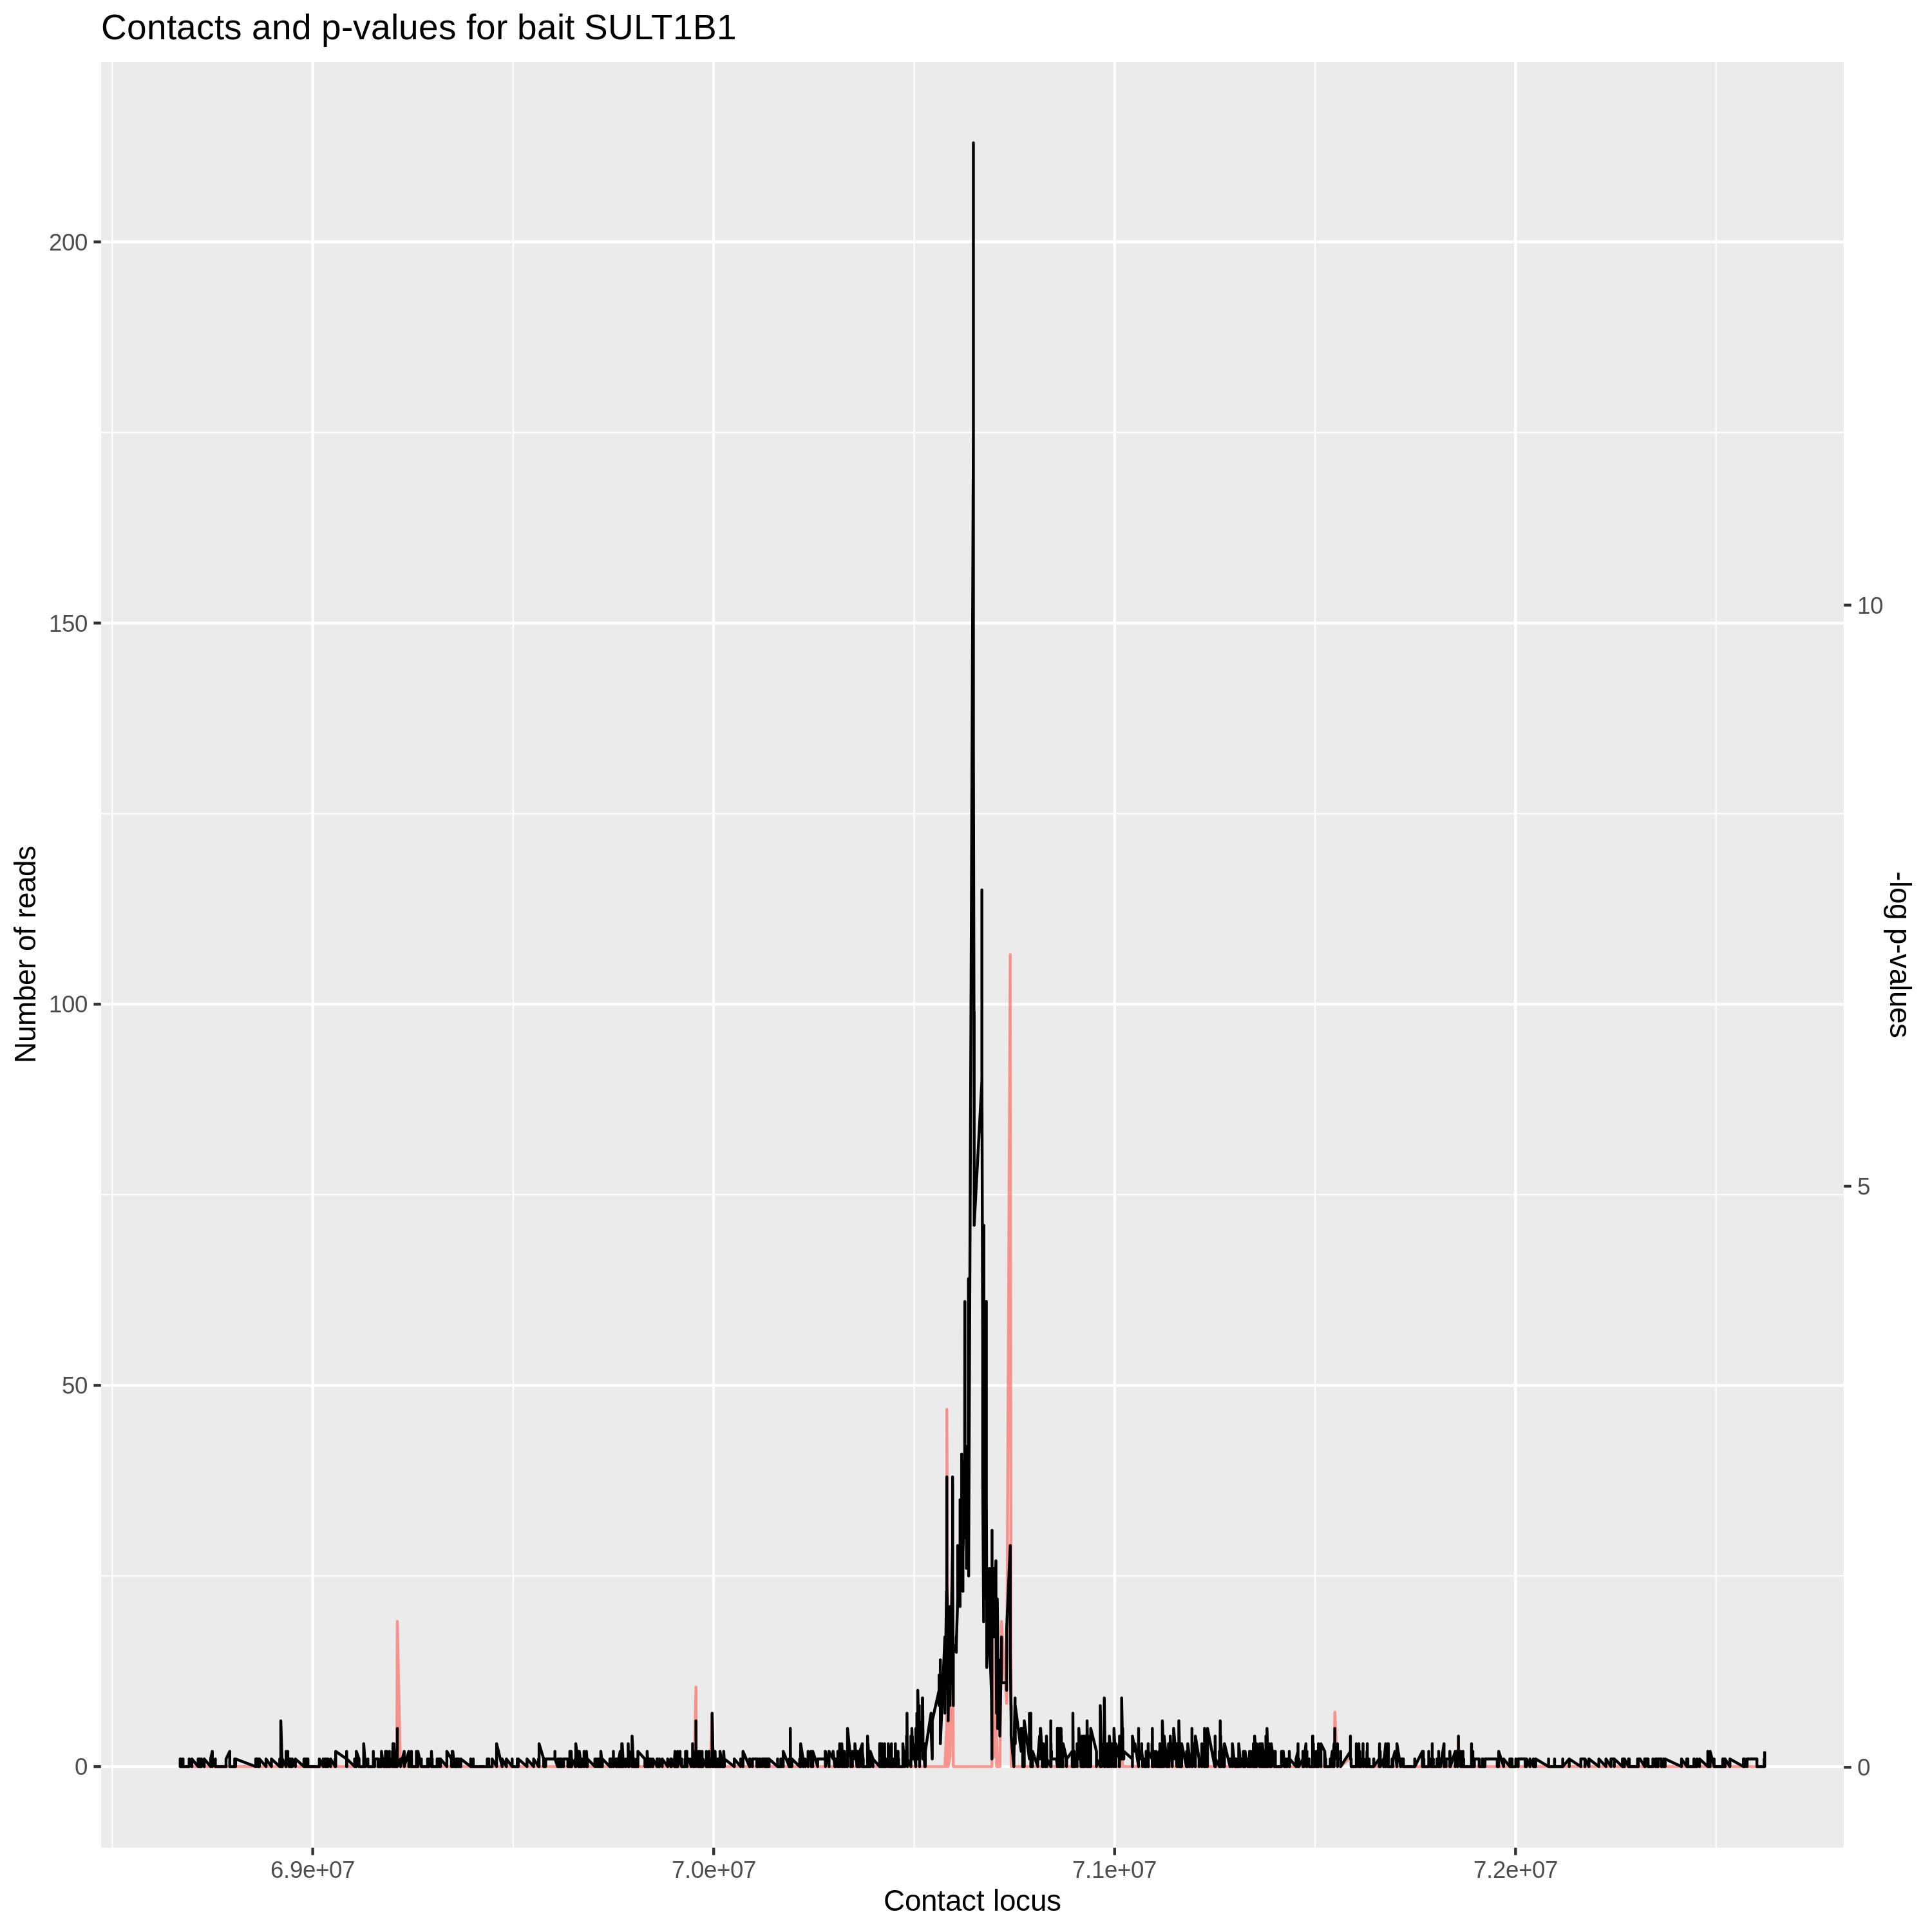 Contacts and p-values for bait SULT1B1
200
150
100
50
0
Number of reads
10
5
0
-log p-values
6.9e+07
7.0e+07
7.1e+07
7.2e+07
Contact locus